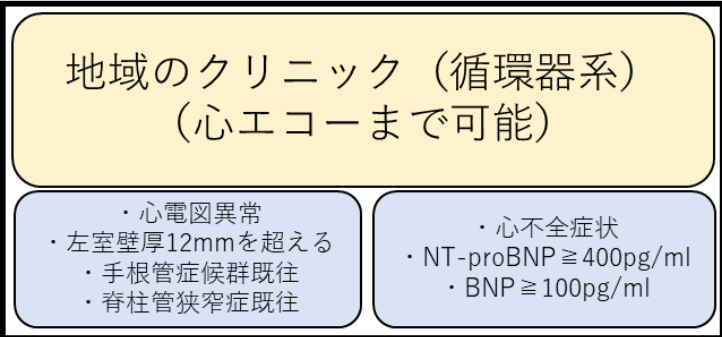 地域のクリニック（循環器系）
（心エコーまで可能）
・心電図異常
・左室壁厚12mmを超える
・手根管症候群既往
・脊柱管狭窄症既往
・心不全症状
・NT-proBNP≧400pg/ml
・BNP≧100pg/ml